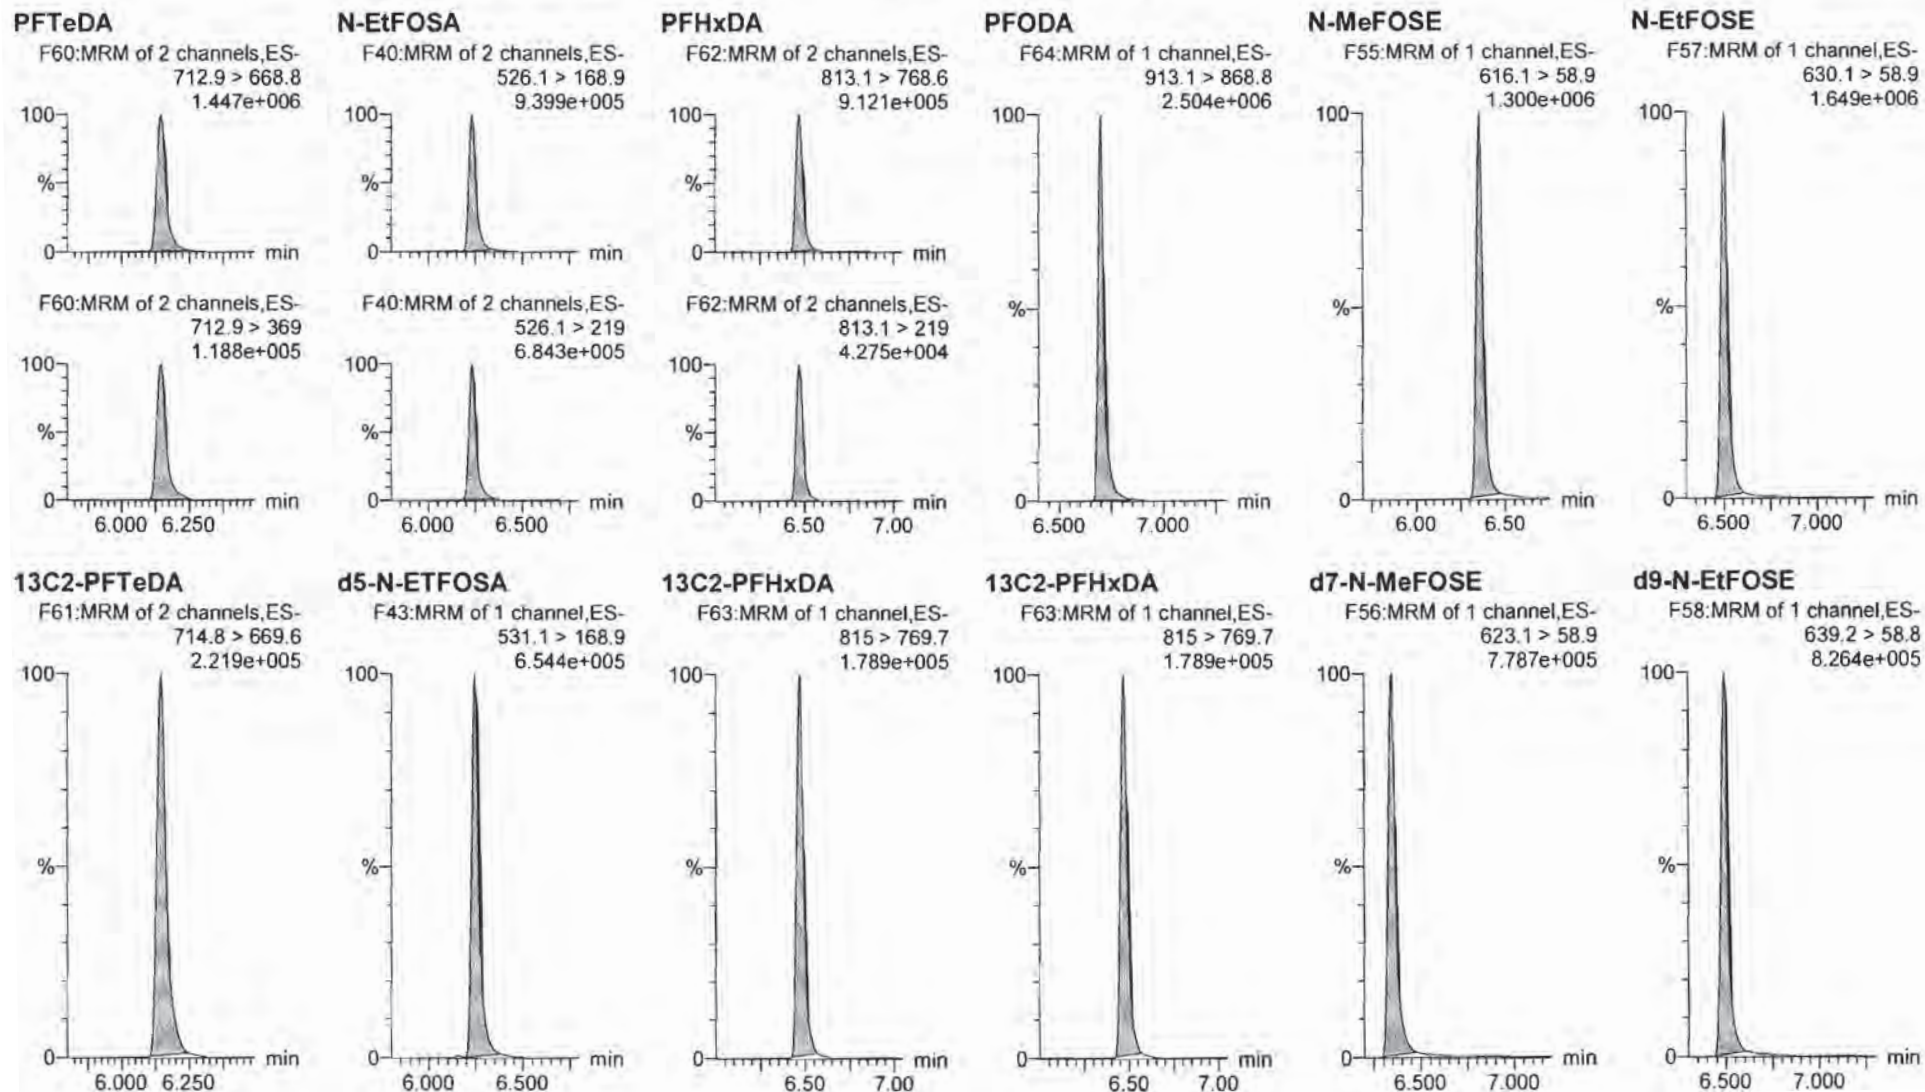 PFTeDA
F60:MRM of 2 channels,ES-
712.9 > 668.8
1.447e+006
100
%
0
min
F60:MRM of 2 channels,ES-
712.9 > 369
1.188e+005
100
%
0
min
6.000 6.250
N-EtFOSA
F40:MRM of 2 channels,ES-
526.1 > 168.9
9.399e+005
100
%
0
min
F40:MRM of 2 channels,ES-
526.1 > 219
6.843e+005
100
%
0
min
6.000 6.500
PFHxDA
F62:MRM of 2 channels,ES-
813.1 > 768.6
9.121e+005
100
%
0
min
F62:MRM of 2 channels,ES-
813.1 > 219
4.275e+004
100
%
0
min
6.50 7.00
PFODA
F64:MRM of 1 channel,ES-
913.1 > 868.8
2.504e+006
100
%
0
min
6.500 7.000
N-MeFOSE
F55:MRM of 1 channel,ES-
616.1 > 58.9
1.300e+006
100
%
0
min
6.00 6.50
N-EtFOSE
F57:MRM of 1 channel,ES-
630.1 > 58.9
1.649e+006
100
%
0
min
6.500 7.000
13C2-PFTeDA
F61:MRM of 2 channels,ES-
714.8 > 669.6
2.219e+005
100
%
0
min
6.000 6.250
d5-N-ETFOSA
F43:MRM of 1 channel,ES-
531.1 > 168.9
6.544e+005
100
%
0
min
6.000 6.500
13C2-PFHxDA
F63:MRM of 1 channel,ES-
815 > 769.7
1.789e+005
100
%
0
min
6.50 7.00
13C2-PFHxDA
F63:MRM of 1 channel,ES-
815 > 769.7
1.789e+005
100
%
0
min
6.50 7.00
d7-N-MeFOSE
F56:MRM of 1 channel,ES-
623.1 > 58.9
7.787e+005
100
%
0
min
6.500 7.000
d9-N-EtFOSE
F58:MRM of 1 channel,ES-
639.2 > 58.8
8.264e+005
100
%
0
min
6.500 7.000